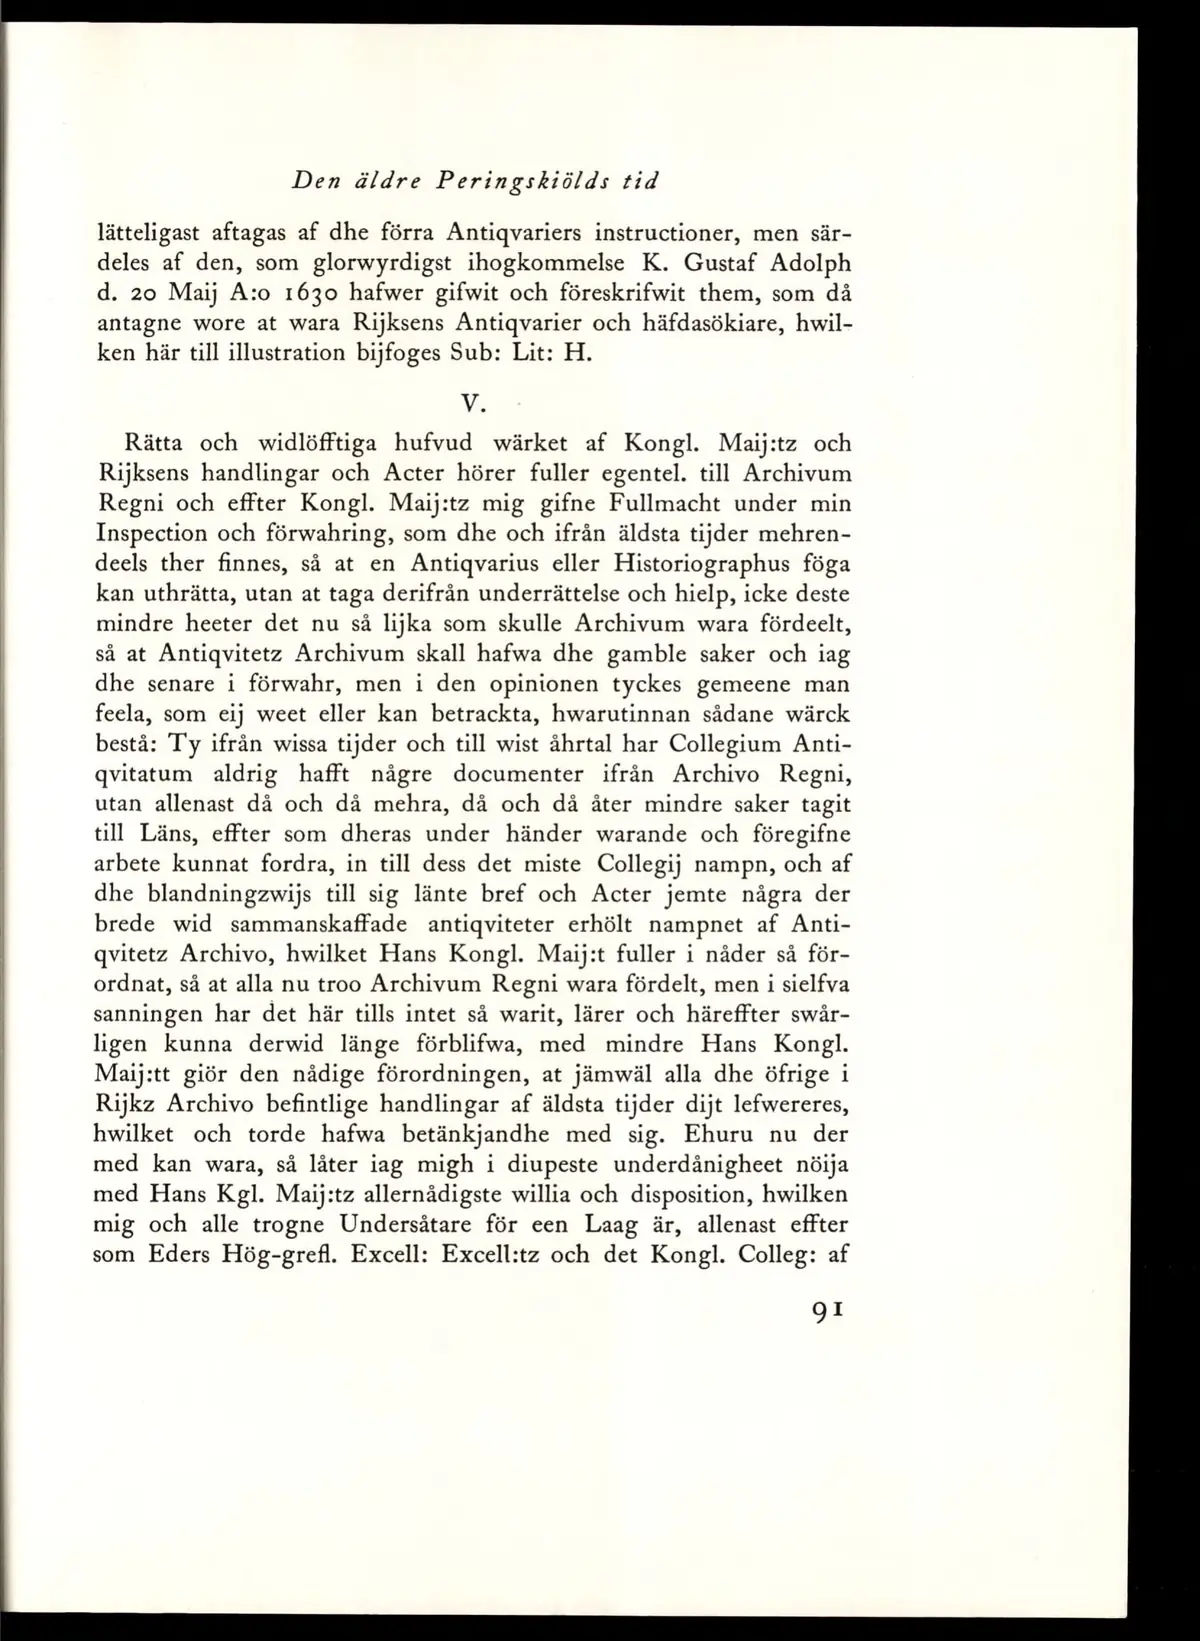 Den äldre Peringskiölds tid
lätteligast aftagas af dhe förra Antiqvariers instructioner, men sär-
deles af den, som glorwyrdigst ihogkommelse K. Gustaf Adolph
d. 20 Maij A:o 1630 hafwer gifwit och föreskrifwit them, som då
antagne wore at wara Rijksens Antiqvarier och häfdasökiare, hwil-
ken här till illustration bijfoges Sub: Lit: H.
V.
Rätta och widlöfftiga hufvud wärket af Kongl. Maij:tz och
Rijksens handlingar och Acter hörer fuller egentel. till Archivum
Regni och effter Kongl. Maij:tz mig gifne Fullmacht under min
Inspection och förwahring, som dhe och ifrån äldsta tijder mehren-
deels ther finnes, så at en Antiqvarius eller Historiographus föga
kan uthrätta, utan at taga derifrån underrättelse och hielp, icke deste
mindre heeter det nu så lijka som skulle Archivum wara fördeelt,
så at Antiqvitetz Archivum skall hafwa dhe gamble saker och iag
dhe senare i förwahr, men i den opinionen tyckes gemeene man
feela, som eij weet eller kan betrackta, hwarutinnan sådane wärck
bestå: Ty ifrån wissa tijder och till wist åhrtal har Collegium Anti-
qvitatum aldrig hafft någre documenter ifrån Archivo Regni,
utan allenast då och då mehra, då och då åter mindre saker tagit
till Läns, effter som dheras under händer warande och föregifne
arbete kunnat fordra, in till dess det miste Collegij nampn, och af
dhe blandningzwijs till sig länte bref och Acter jemte några der
brede wid sammanskaffade antiqviteter erhölt nampnet af Anti-
qvitetz Archivo, hwilket Hans Kongl. Maij:t fuller i nåder så för-
ordnat, så at alla nu troo Archivum Regni wara fördelt, men i sielfva
sanningen har det här tills intet så warit, lärer och häreffter swår-
ligen kunna derwid länge förblifwa, med mindre Hans Kongl.
Maij:tt giör den nådige förordningen, at jämwäl alla dhe öfrige i
Rijkz Archivo befintlige handlingar af äldsta tijder dijt lefwereres,
hwilket och torde hafwa betänkjandhe med sig. Ehuru nu der
med kan wara, så låter iag migh i diupeste underdånigheet nöija
med Hans Kgl. Maij:tz allernådigste willia och disposition, hwilken
mig och alle trogne Undersåtare för een Laag är, allenast effter
som Eders Hög-grefl. Excell: Excell:tz och det Kongl. Colleg: af
91